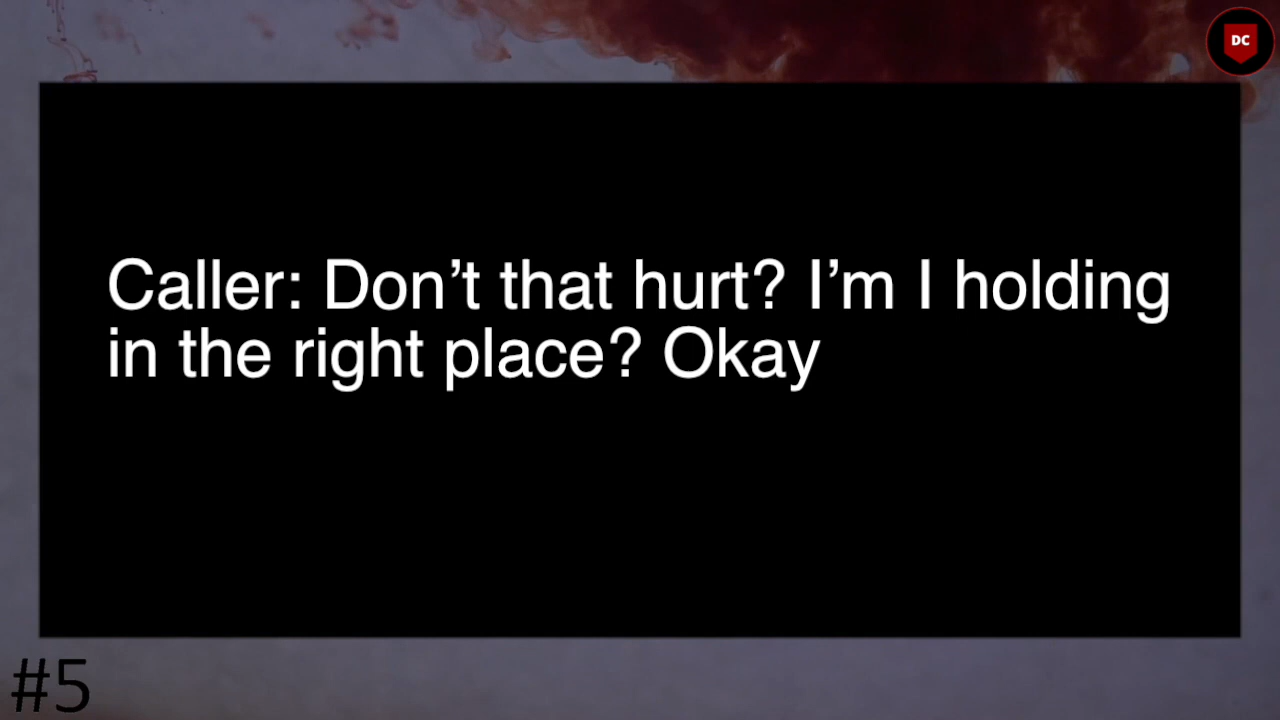 DC
Caller: Don’t that hurt? I’m I holding
in the right place? Okay
#5